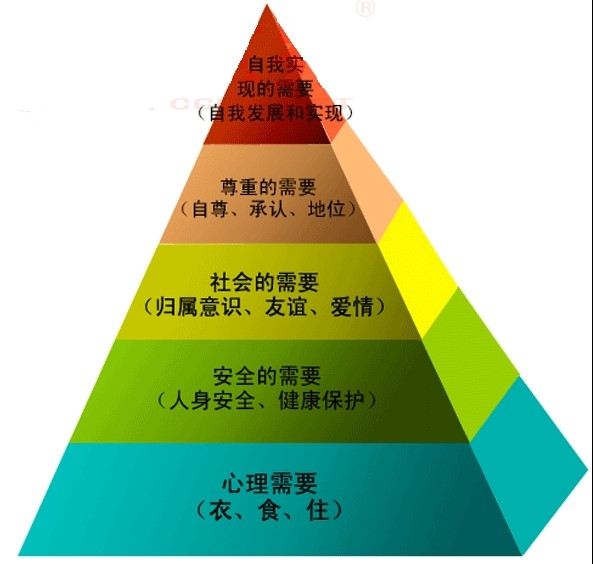 ®
自我实
现的需要
（自我发展和实现）
尊重的需要
（自尊、承认、地位）
社会的需要
（归属意识、友谊、爱情）
安全的需要
（人身安全、健康保护）
心理需要
（衣、食、住）